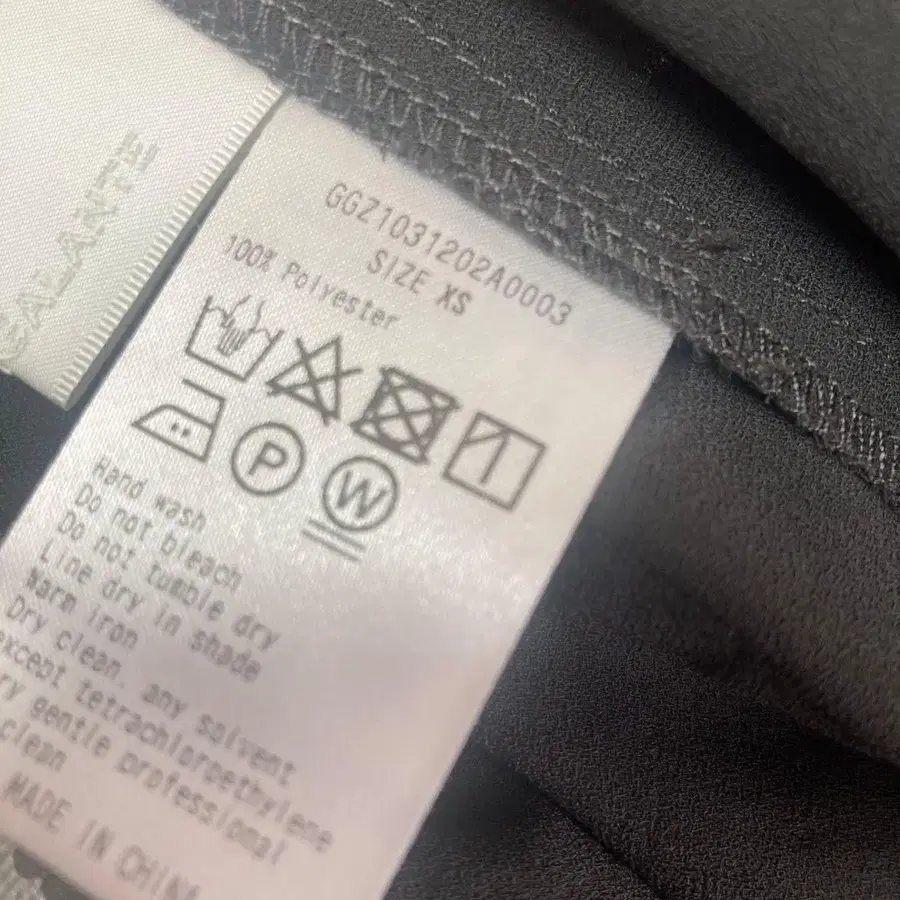 GALANTE
GGZ1031202A0003
SIZE XS
100% Polyester
P
W
Hand wash
Do not bleach
Do not tumble dry
Line dry in shade
Warm iron
Dry clean, any solvent
except tetrachloroethylene
ry gentle professional
clean
MADE IN CHINA